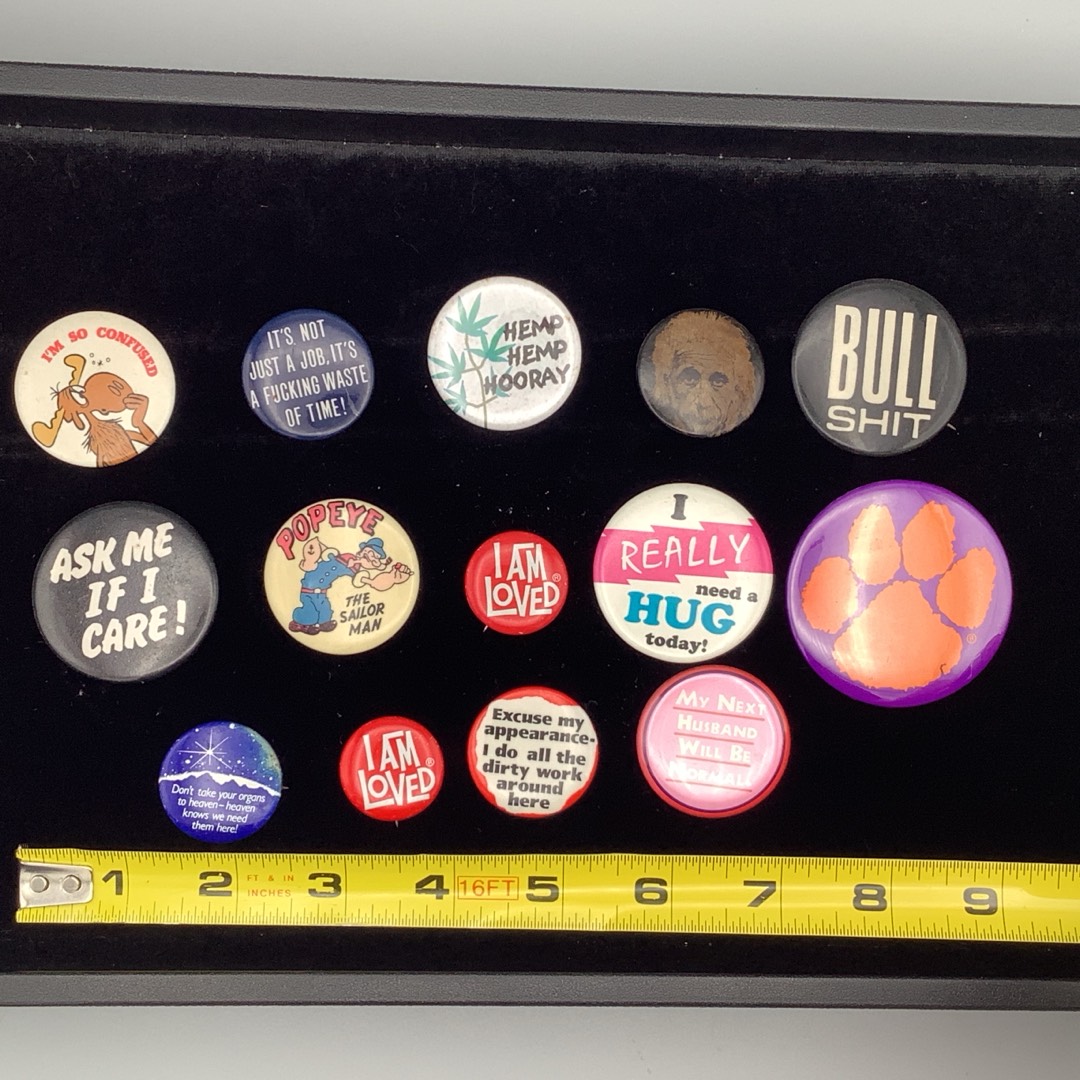 I'M SO CONFUSED
IT'S NOT
JUST A JOB, IT'S
A FUCKING WASTE
OF TIME!
HEMP
HEMP
HOORAY
BULL
SHIT
ASK ME
IF I
CARE!
POPEYE
THE
SAILOR
MAN
I AM
LOVED®
I
REALLY
need a
HUG
today!
®
Don't take your organs
to heaven—heaven
knows we need
them here!
I AM
LOVED®
Excuse my
appearance-
I do all the
dirty work
around
here
My Next
Husband
Will Be
Normal!
1 2 FT & IN 3 4 16FT 5 6 7 8 9
INCHES